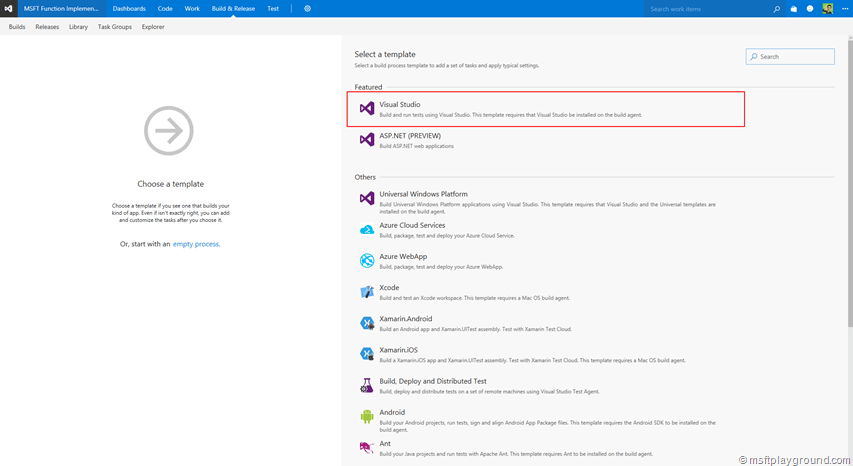 MSFT Function Implemen... Dashboards Code Work Build & Release Test Search work items
Builds Releases Library Task Groups Explorer
Select a template
Select a build process template to add a set of tasks and apply typical settings.
Search
Featured
Visual Studio
Build and run tests using Visual Studio. This template requires that Visual Studio be installed on the build agent.
ASP.NET (PREVIEW)
Build ASP.NET web applications
Choose a template
Choose a template if you see one that builds your
kind of app. Even if isn't exactly right, you can add
and customize the tasks after you choose it.
Or, start with an empty process.
Others
Universal Windows Platform
Build Universal Windows Platform applications using Visual Studio. This template requires that Visual Studio and the Universal templates are
installed on the build agent.
Azure Cloud Services
Build, package, test and deploy your Azure Cloud Service.
Azure WebApp
Build, package, test and deploy your Azure WebApp.
Xcode
Build and test an Xcode workspace. This template requires a Mac OS build agent.
Xamarin.Android
Build an Android app and Xamarin.UITest assembly. Test with Xamarin Test Cloud.
Xamarin.iOS
Build a Xamarin.iOS app and Xamarin.UITest assembly. Test with Xamarin Test Cloud. This template requires a Mac OS build agent.
Build, Deploy and Distributed Test
Build, deploy and distribute tests on a set of remote machines using Visual Studio Test Agent.
Android
Build your Android projects, run tests, sign and align Android App Package files. This template requires the Android SDK to be installed on the
build agent.
Ant
Build your Java projects and run tests with Apache Ant. This template requires Ant to be installed on the build agent.
© msftplayground.com